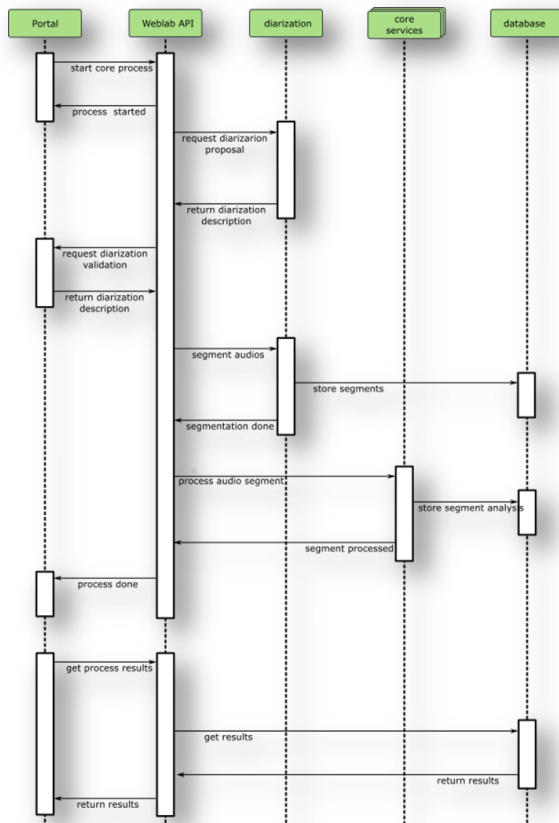 Portal
Weblab API
diarization
core
services
database
start core process
process  started
request diarizarion
proposal
return diarization
description
request diarization
validation
return diarization
description
segment audios
store segments
segmentation done
process audio segment
store segment analysis
segment processed
process done
get process results
get results
return results
return results